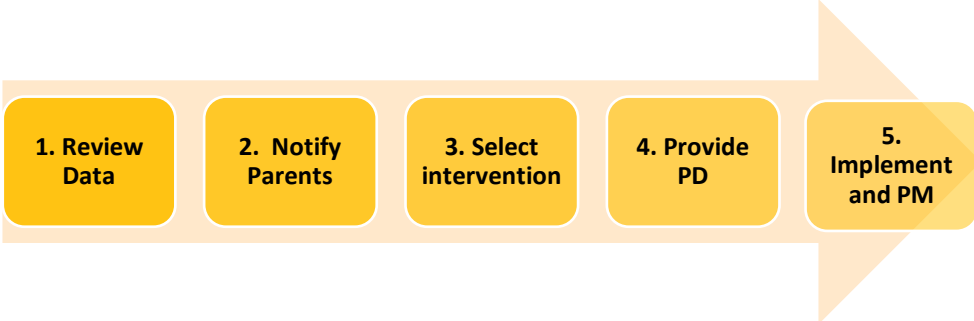 1. Review
Data
2.  Notify
Parents
3. Select
intervention
4. Provide
PD
5.
Implement
and PM